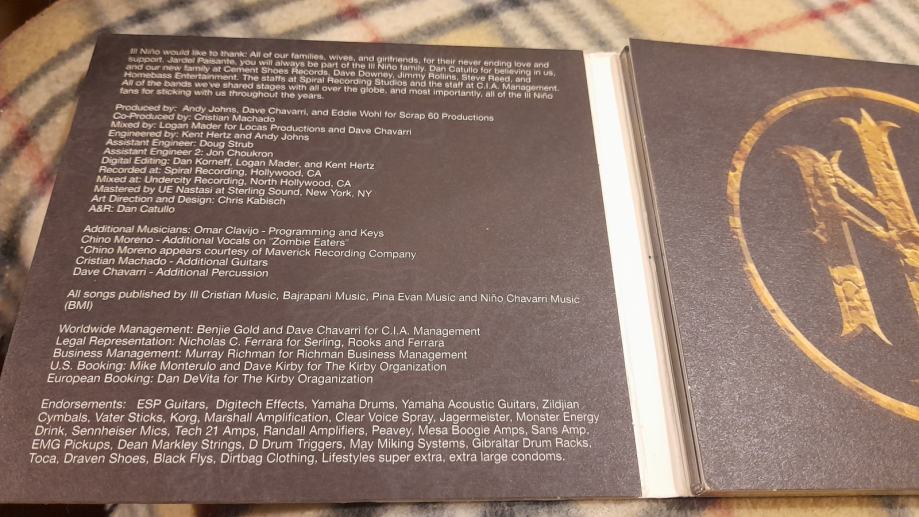 Ill Niño would like to thank: All of our families, wives, and girlfriends, for their never ending love and
support. Jardel Paisante, you will always be part of the Ill Niño family. Dan Catullo for believing in us,
and our new family at Cement Shoes Records, Dave Downey, Jimmy Rollins, Steve Reed, and
Homebass Entertainment. The staffs at Spiral Recording Studios and the staff at C.I.A. Management.
All of the bands we've shared stages with all over the globe, and most importantly, all of the Ill Niño
fans for sticking with us throughout the years.
Produced by: Andy Johns, Dave Chavarri, and Eddie Wohl for Scrap 60 Productions
Co-Produced by: Cristian Machado
Mixed by: Logan Mader for Locas Productions and Dave Chavarri
Engineered by: Kent Hertz and Andy Johns
Assistant Engineer: Doug Strub
Assistant Engineer 2: Jon Choukron
Digital Editing: Dan Korneff, Logan Mader, and Kent Hertz
Recorded at: Spiral Recording, Hollywood, CA
Mixed at: Undercity Recording, North Hollywood, CA
Mastered by UE Nastasi at Sterling Sound, New York, NY
Art Direction and Design: Chris Kabisch
A&R: Dan Catullo
Additional Musicians: Omar Clavijo - Programming and Keys
Chino Moreno - Additional Vocals on "Zombie Eaters"
*Chino Moreno appears courtesy of Maverick Recording Company
Cristian Machado - Additional Guitars
Dave Chavarri - Additional Percussion
All songs published by Ill Cristian Music, Bajrapani Music, Pina Evan Music and Niño Chavarri Music
(BMI)
Worldwide Management: Benjie Gold and Dave Chavarri for C.I.A. Management
Legal Representation: Nicholas C. Ferrara for Serling, Rooks and Ferrara
Business Management: Murray Richman for Richman Business Management
U.S. Booking: Mike Monterulo and Dave Kirby for The Kirby Organization
European Booking: Dan DeVita for The Kirby Oraganization
Endorsements: ESP Guitars, Digitech Effects, Yamaha Drums, Yamaha Acoustic Guitars, Zildjian
Cymbals, Vater Sticks, Korg, Marshall Amplification, Clear Voice Spray, Jagermeister, Monster Energy
Drink, Sennheiser Mics, Tech 21 Amps, Randall Amplifiers, Peavey, Mesa Boogie Amps, Sans Amp,
EMG Pickups, Dean Markley Strings, D Drum Triggers, May Miking Systems, Gibraltar Drum Racks,
Toca, Draven Shoes, Black Flys, Dirtbag Clothing, Lifestyles super extra, extra large condoms.
N